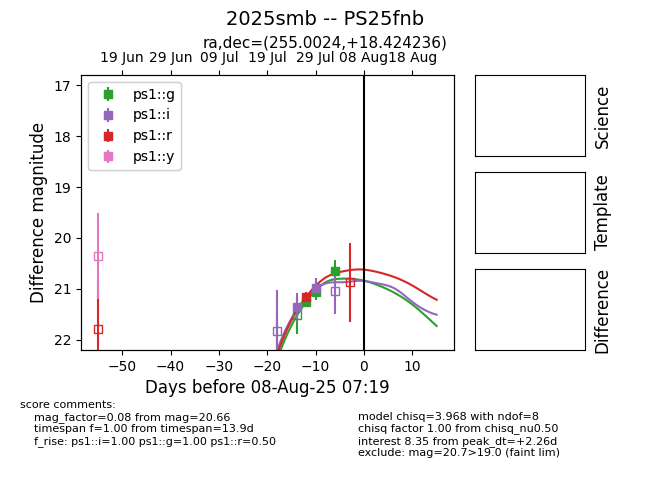 2025smb -- PS25fnb
ra,dec=(255.0024,+18.424236)
19 Jun 29 Jun 09 Jul 19 Jul 29 Jul 08 Aug 18 Aug
17
18
19
20
21
22
Difference magnitude
ps1::g
ps1::i
ps1::r
ps1::y
−50 −40 −30 −20 −10 0 10
Days before 08-Aug-25 07:19
Science
Template
Difference
score comments:
mag_factor=0.08 from mag=20.66
timespan f=1.00 from timespan=13.9d
f_rise: ps1::i=1.00 ps1::g=1.00 ps1::r=0.50
model chisq=3.968 with ndof=8
chisq factor 1.00 from chisq_nu0.50
interest 8.35 from peak_dt=+2.26d
exclude: mag=20.7>19.0 (faint lim)